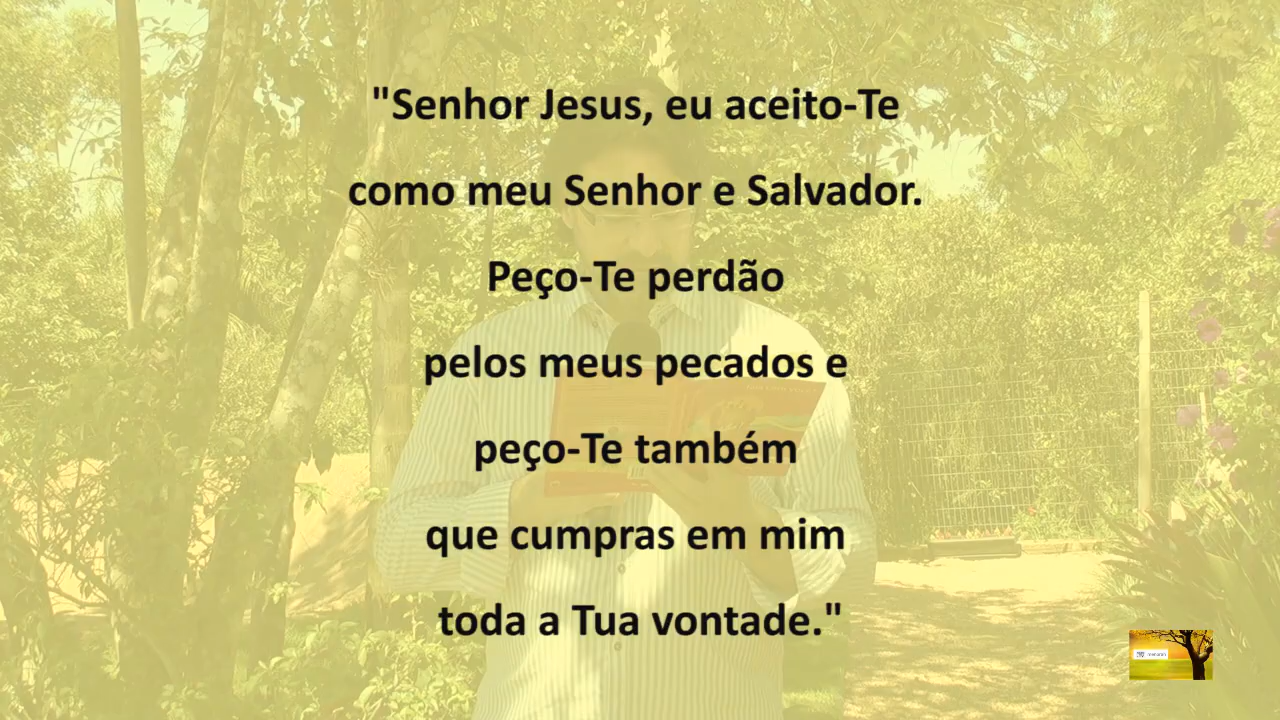 "Senhor Jesus, eu aceito-Te
como meu Senhor e Salvador.
Peço-Te perdão
pelos meus pecados e
peço-Te também
que cumpras em mim
toda a Tua vontade."